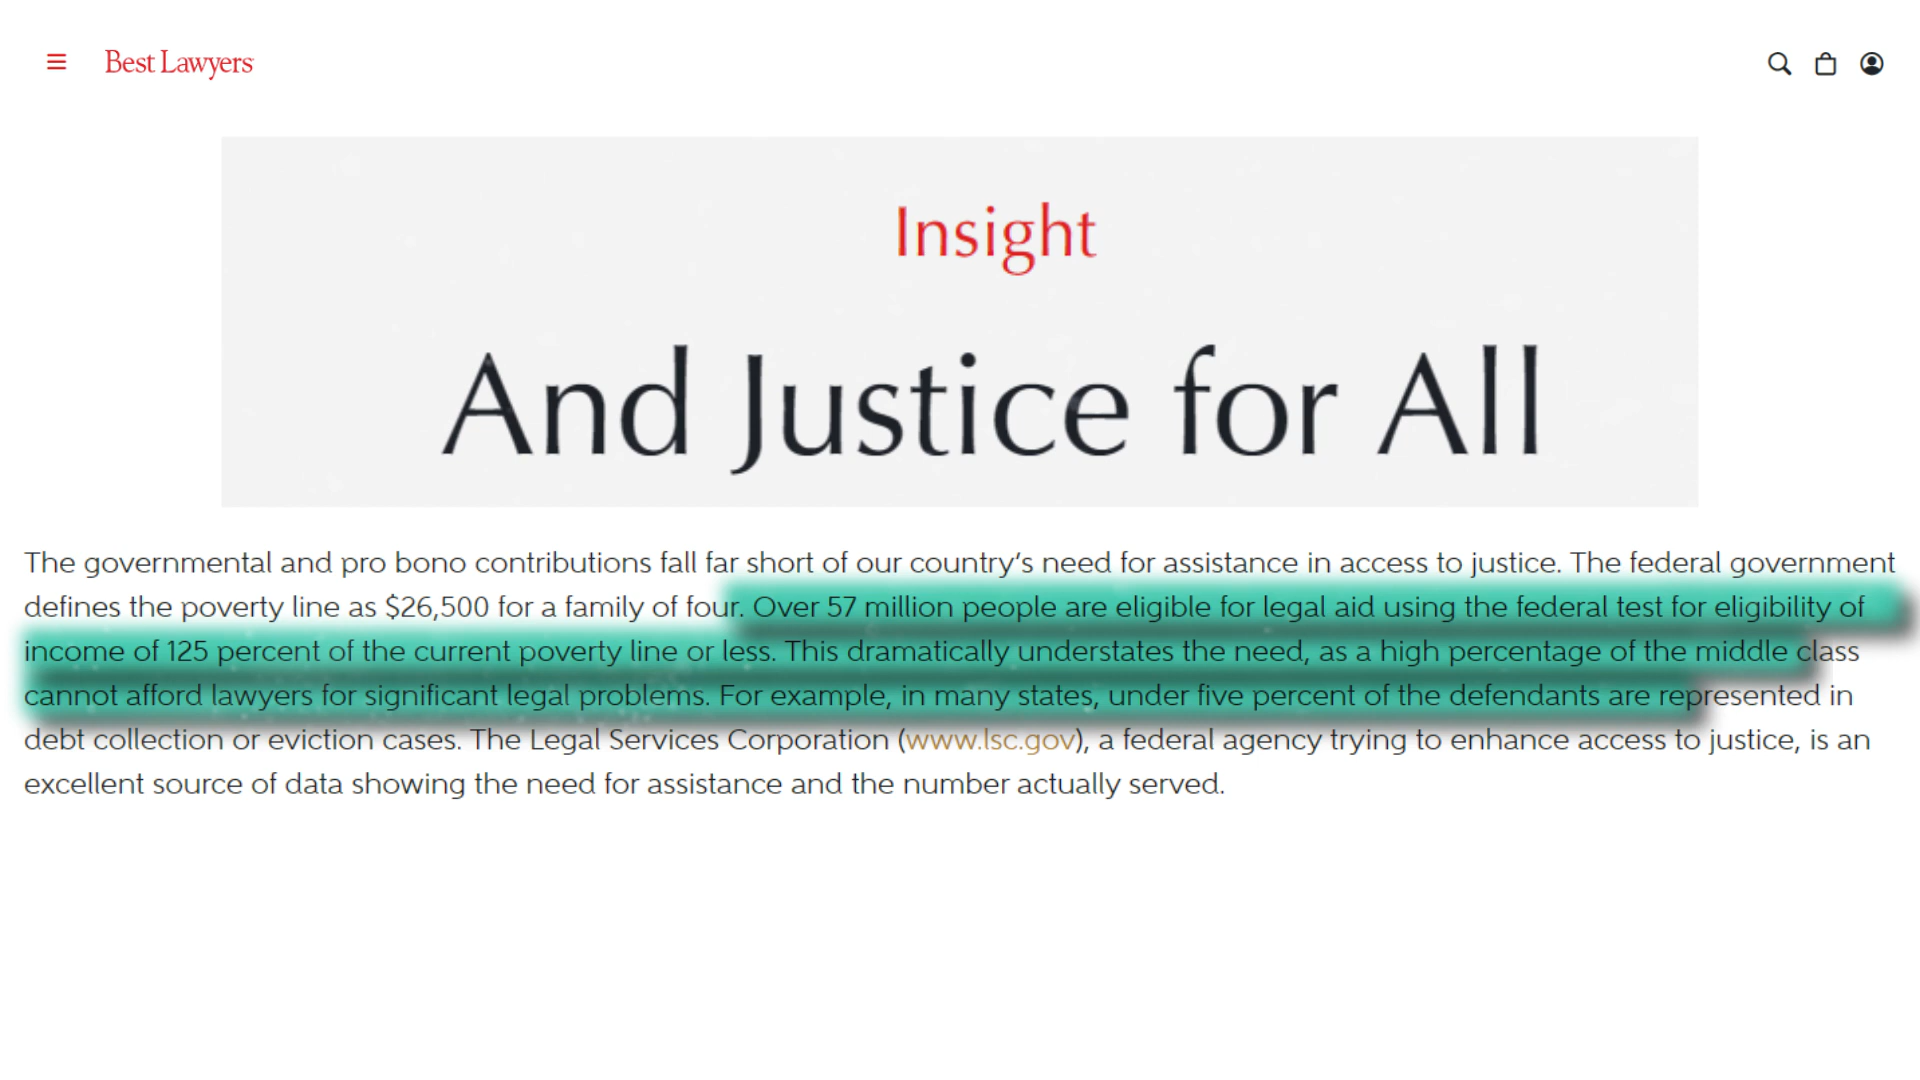 Best Lawyers
Insight
And Justice for All
The governmental and pro bono contributions fall far short of our country’s need for assistance in access to justice. The federal government
defines the poverty line as $26,500 for a family of four. Over 57 million people are eligible for legal aid using the federal test for eligibility of
income of 125 percent of the current poverty line or less. This dramatically understates the need, as a high percentage of the middle class
cannot afford lawyers for significant legal problems. For example, in many states, under five percent of the defendants are represented in
debt collection or eviction cases. The Legal Services Corporation (www.lsc.gov), a federal agency trying to enhance access to justice, is an
excellent source of data showing the need for assistance and the number actually served.